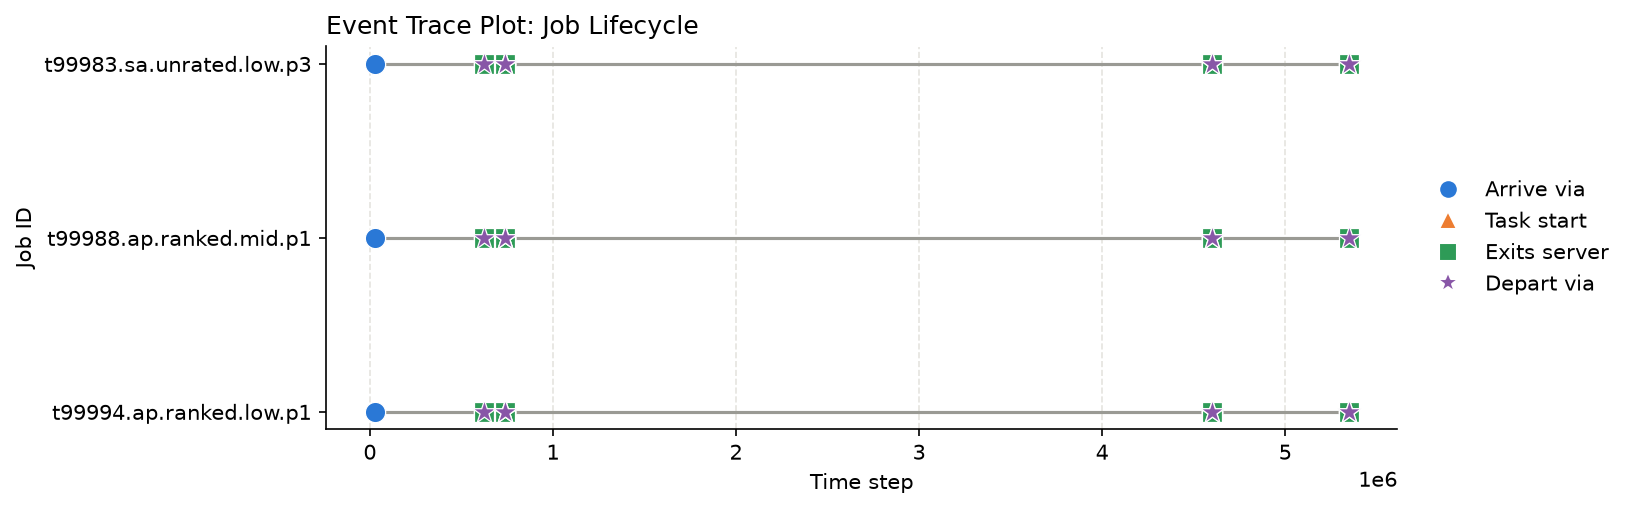 Event Trace Plot: Job Lifecycle
t99983.sa.unrated.low.p3
t99988.ap.ranked.mid.p1
t99994.ap.ranked.low.p1
Job ID
0 1 2 3 4 5
1e6
Time step
Arrive via
Task start
Exits server
Depart via